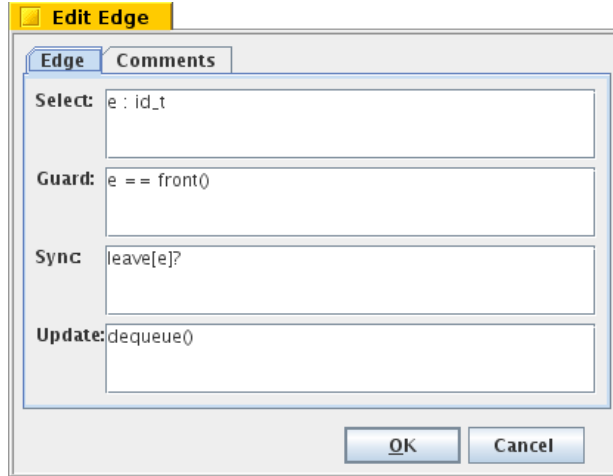 Edit Edge
Edge Comments
Select: e : id_t
Guard: e == front()
Sync: leave[e]?
Update: dequeue()
OK Cancel